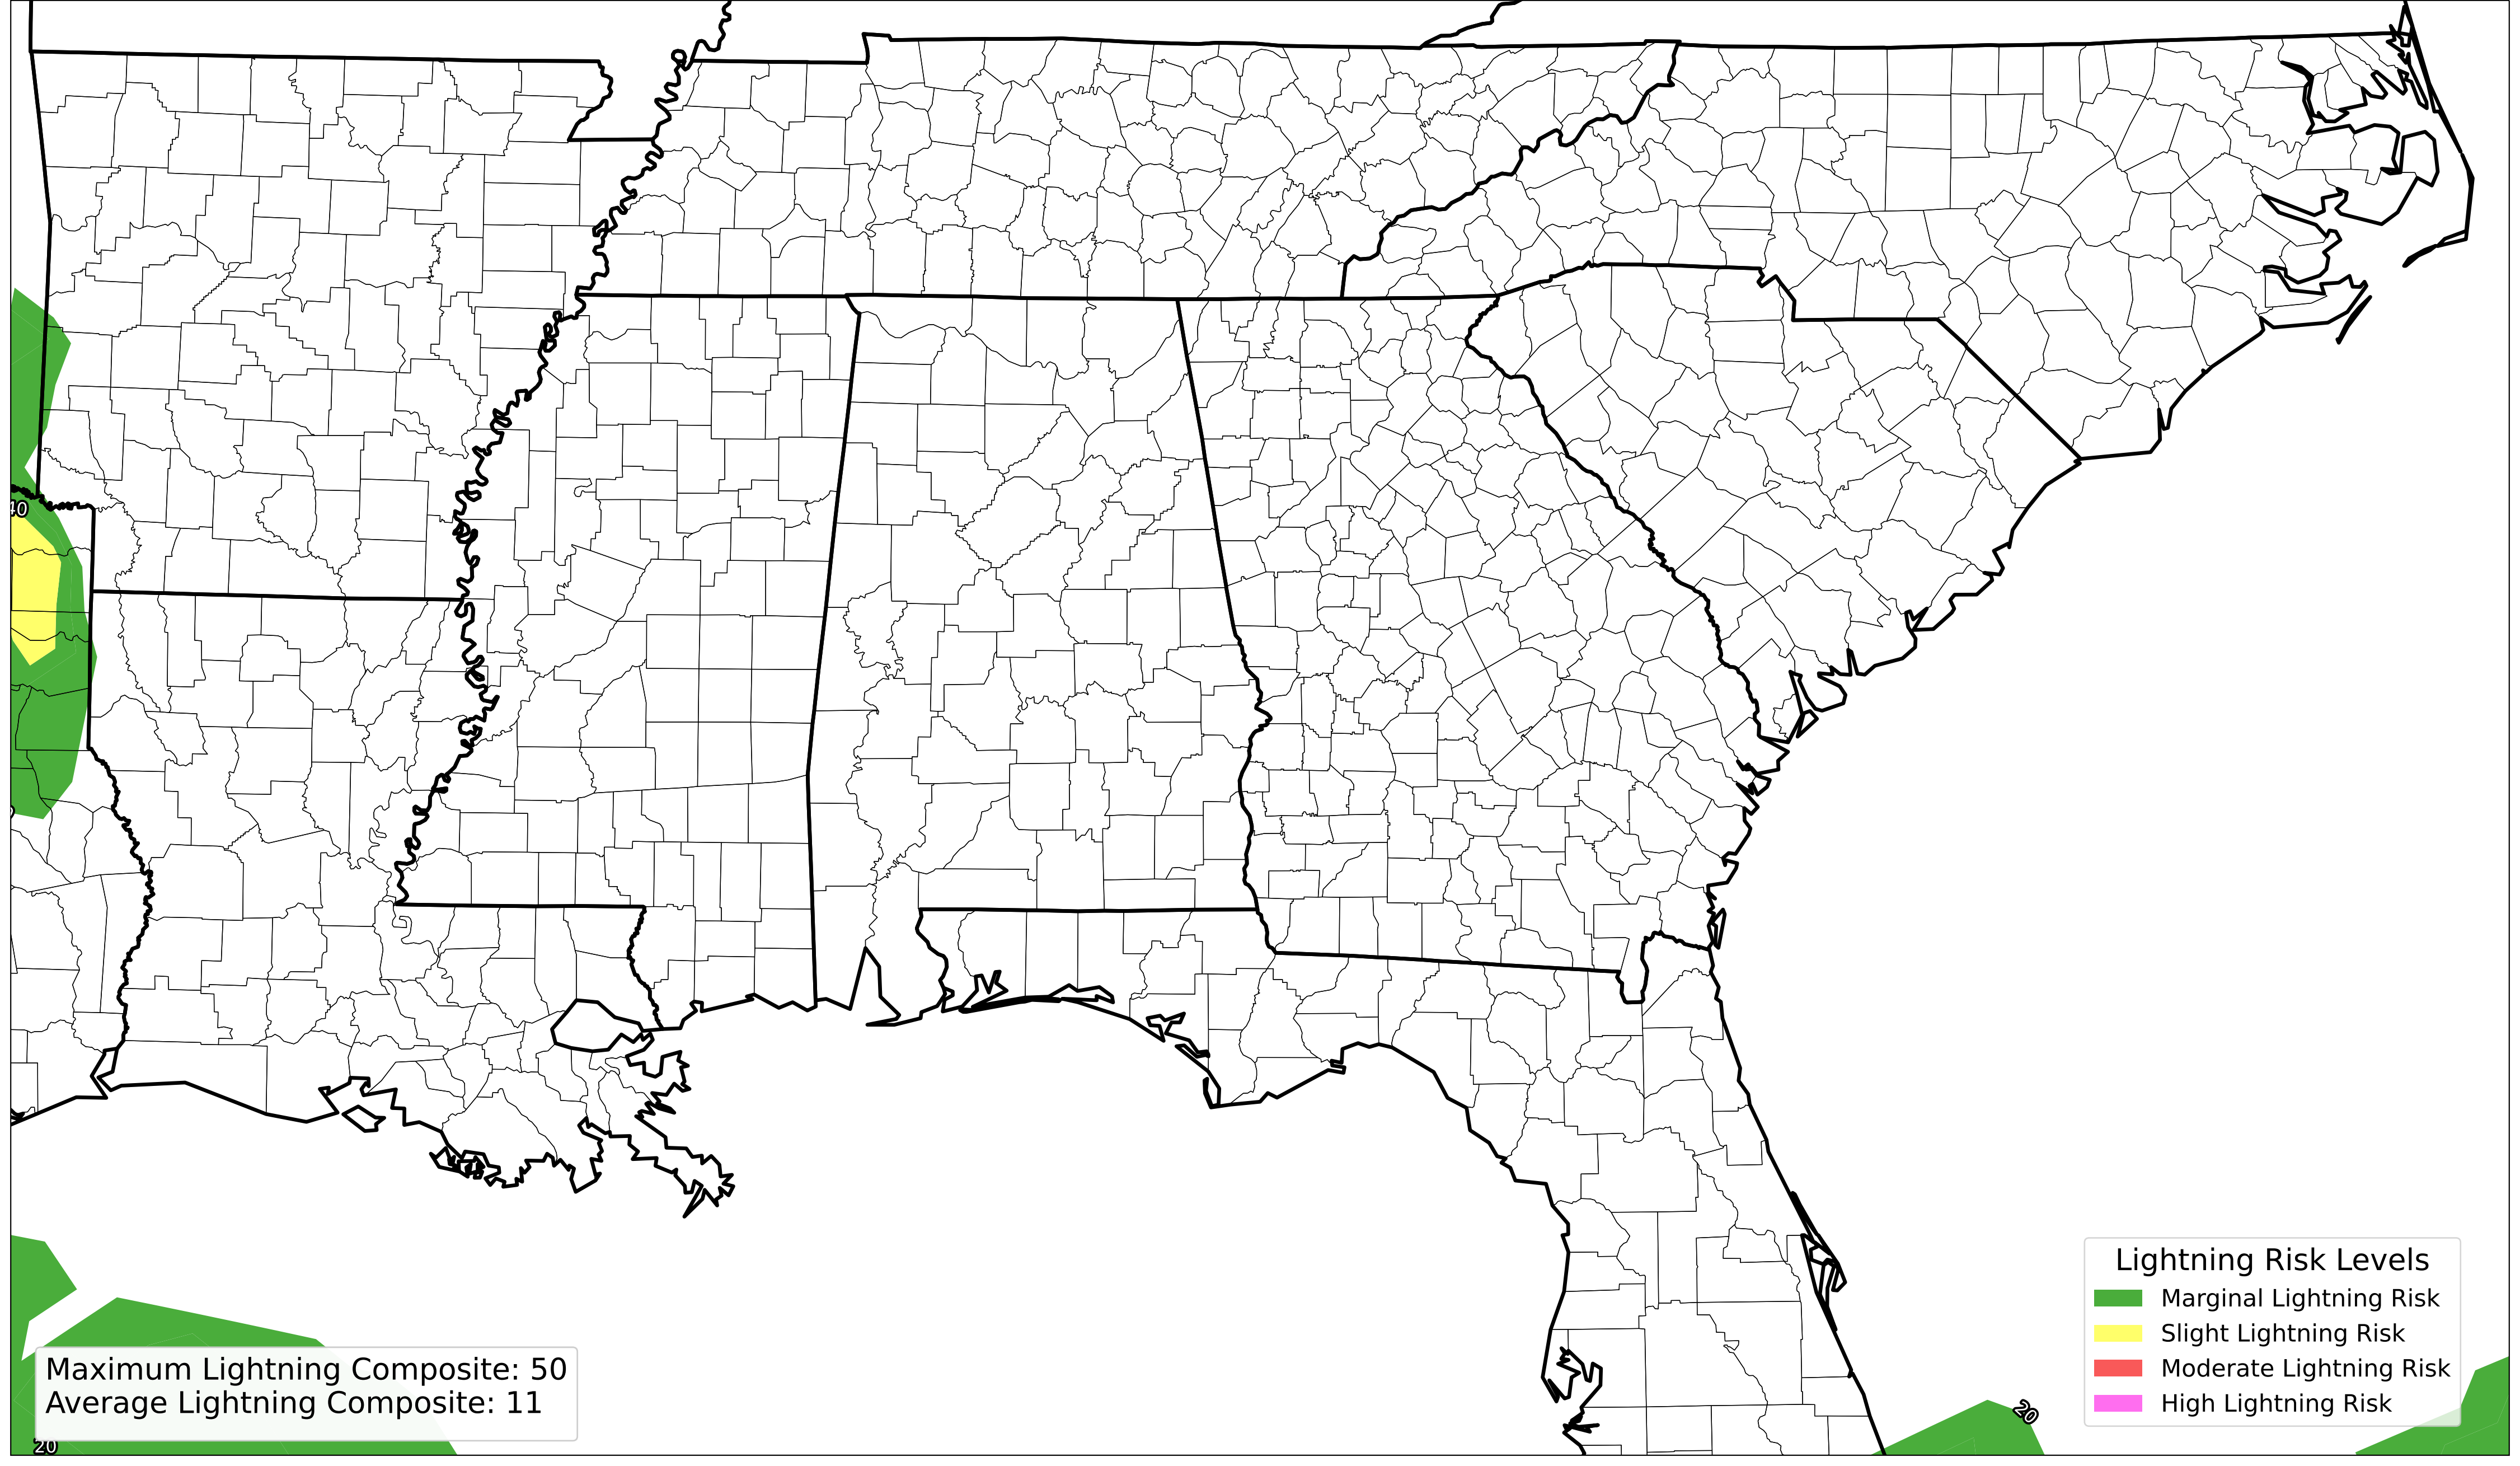 40
Lightning Risk Levels
Marginal Lightning Risk
Slight Lightning Risk
Moderate Lightning Risk
High Lightning Risk
Maximum Lightning Composite: 50
Average Lightning Composite: 11
20
20